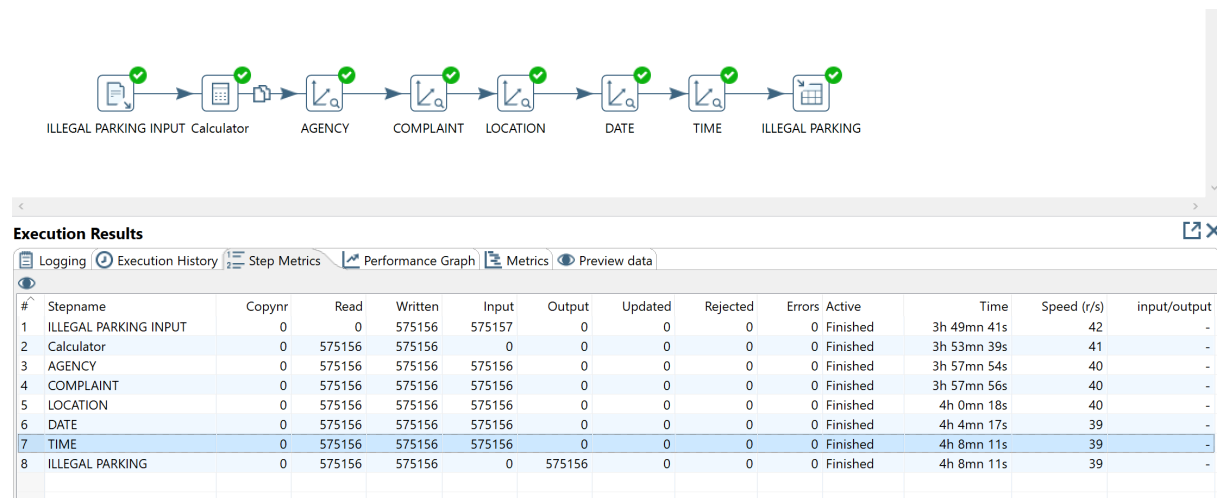 ILLEGAL PARKING INPUT Calculator AGENCY COMPLAINT LOCATION DATE TIME ILLEGAL PARKING
Execution Results
Logging Execution History Step Metrics Performance Graph Metrics Preview data
# Stepname Copynr Read Written Input Output Updated Rejected Errors Active Time Speed (r/s) input/output
1 ILLEGAL PARKING INPUT 0 0 575156 575157 0 0 0 0 Finished 3h 49mn 41s 42 -
2 Calculator 0 575156 575156 0 0 0 0 0 Finished 3h 53mn 39s 41 -
3 AGENCY 0 575156 575156 575156 0 0 0 0 Finished 3h 57mn 54s 40 -
4 COMPLAINT 0 575156 575156 575156 0 0 0 0 Finished 3h 57mn 56s 40 -
5 LOCATION 0 575156 575156 575156 0 0 0 0 Finished 4h 0mn 18s 40 -
6 DATE 0 575156 575156 575156 0 0 0 0 Finished 4h 4mn 17s 39 -
7 TIME 0 575156 575156 575156 0 0 0 0 Finished 4h 8mn 11s 39 -
8 ILLEGAL PARKING 0 575156 575156 0 575156 0 0 0 Finished 4h 8mn 11s 39 -